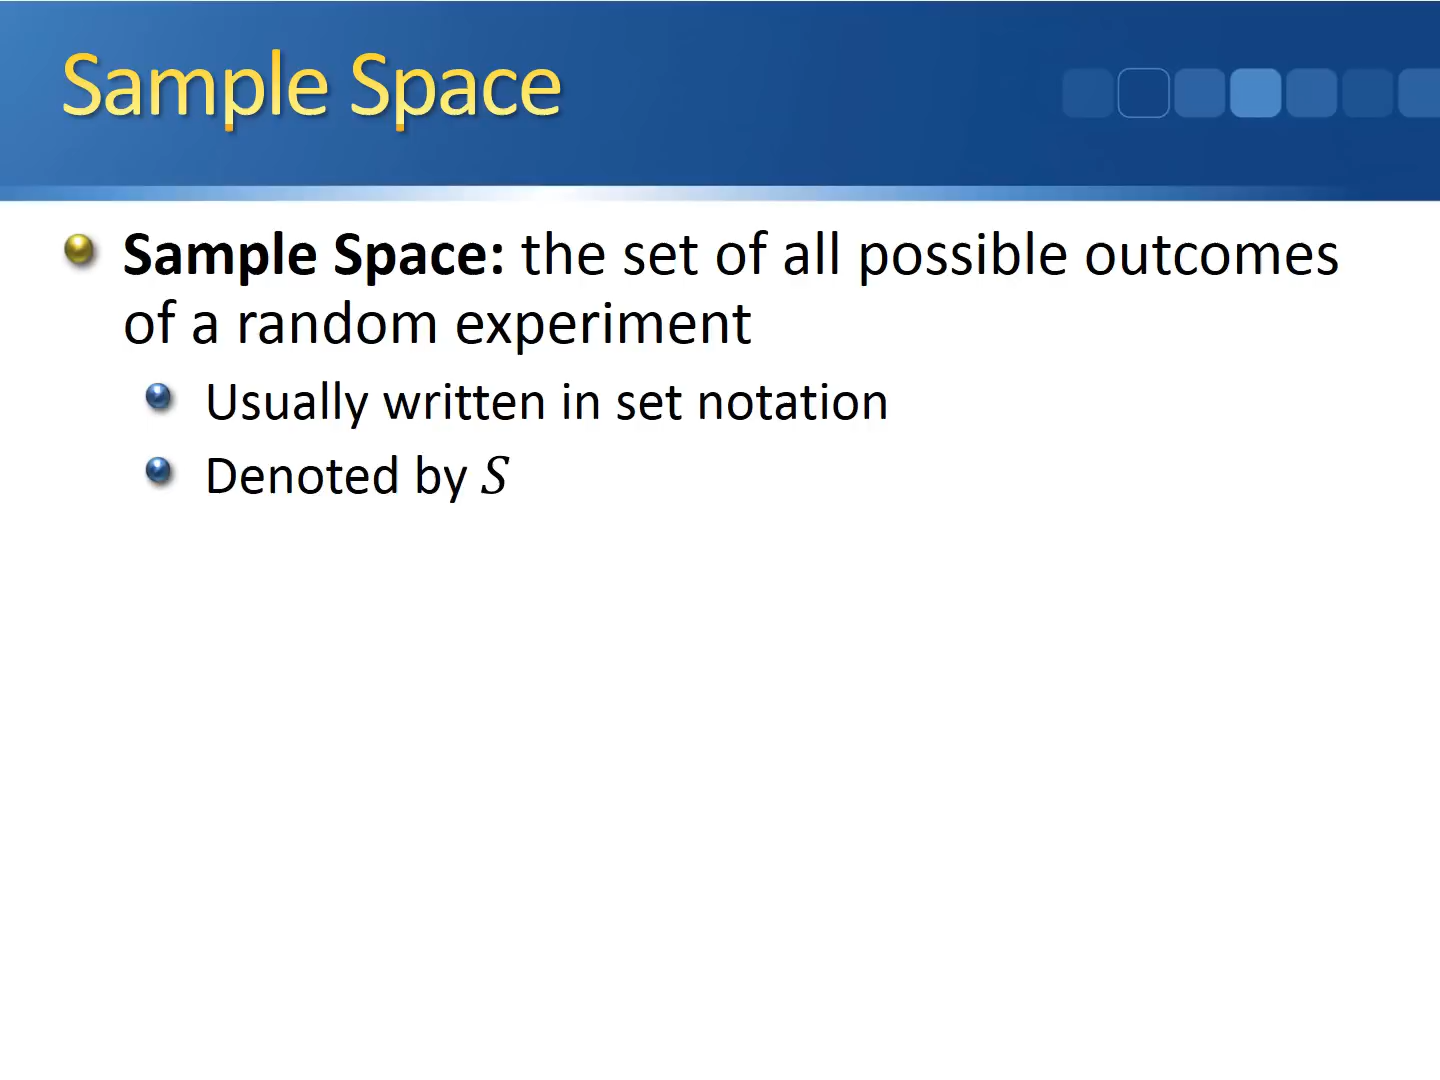 Sample Space
Sample Space: the set of all possible outcomes
of a random experiment
Usually written in set notation
Denoted by S